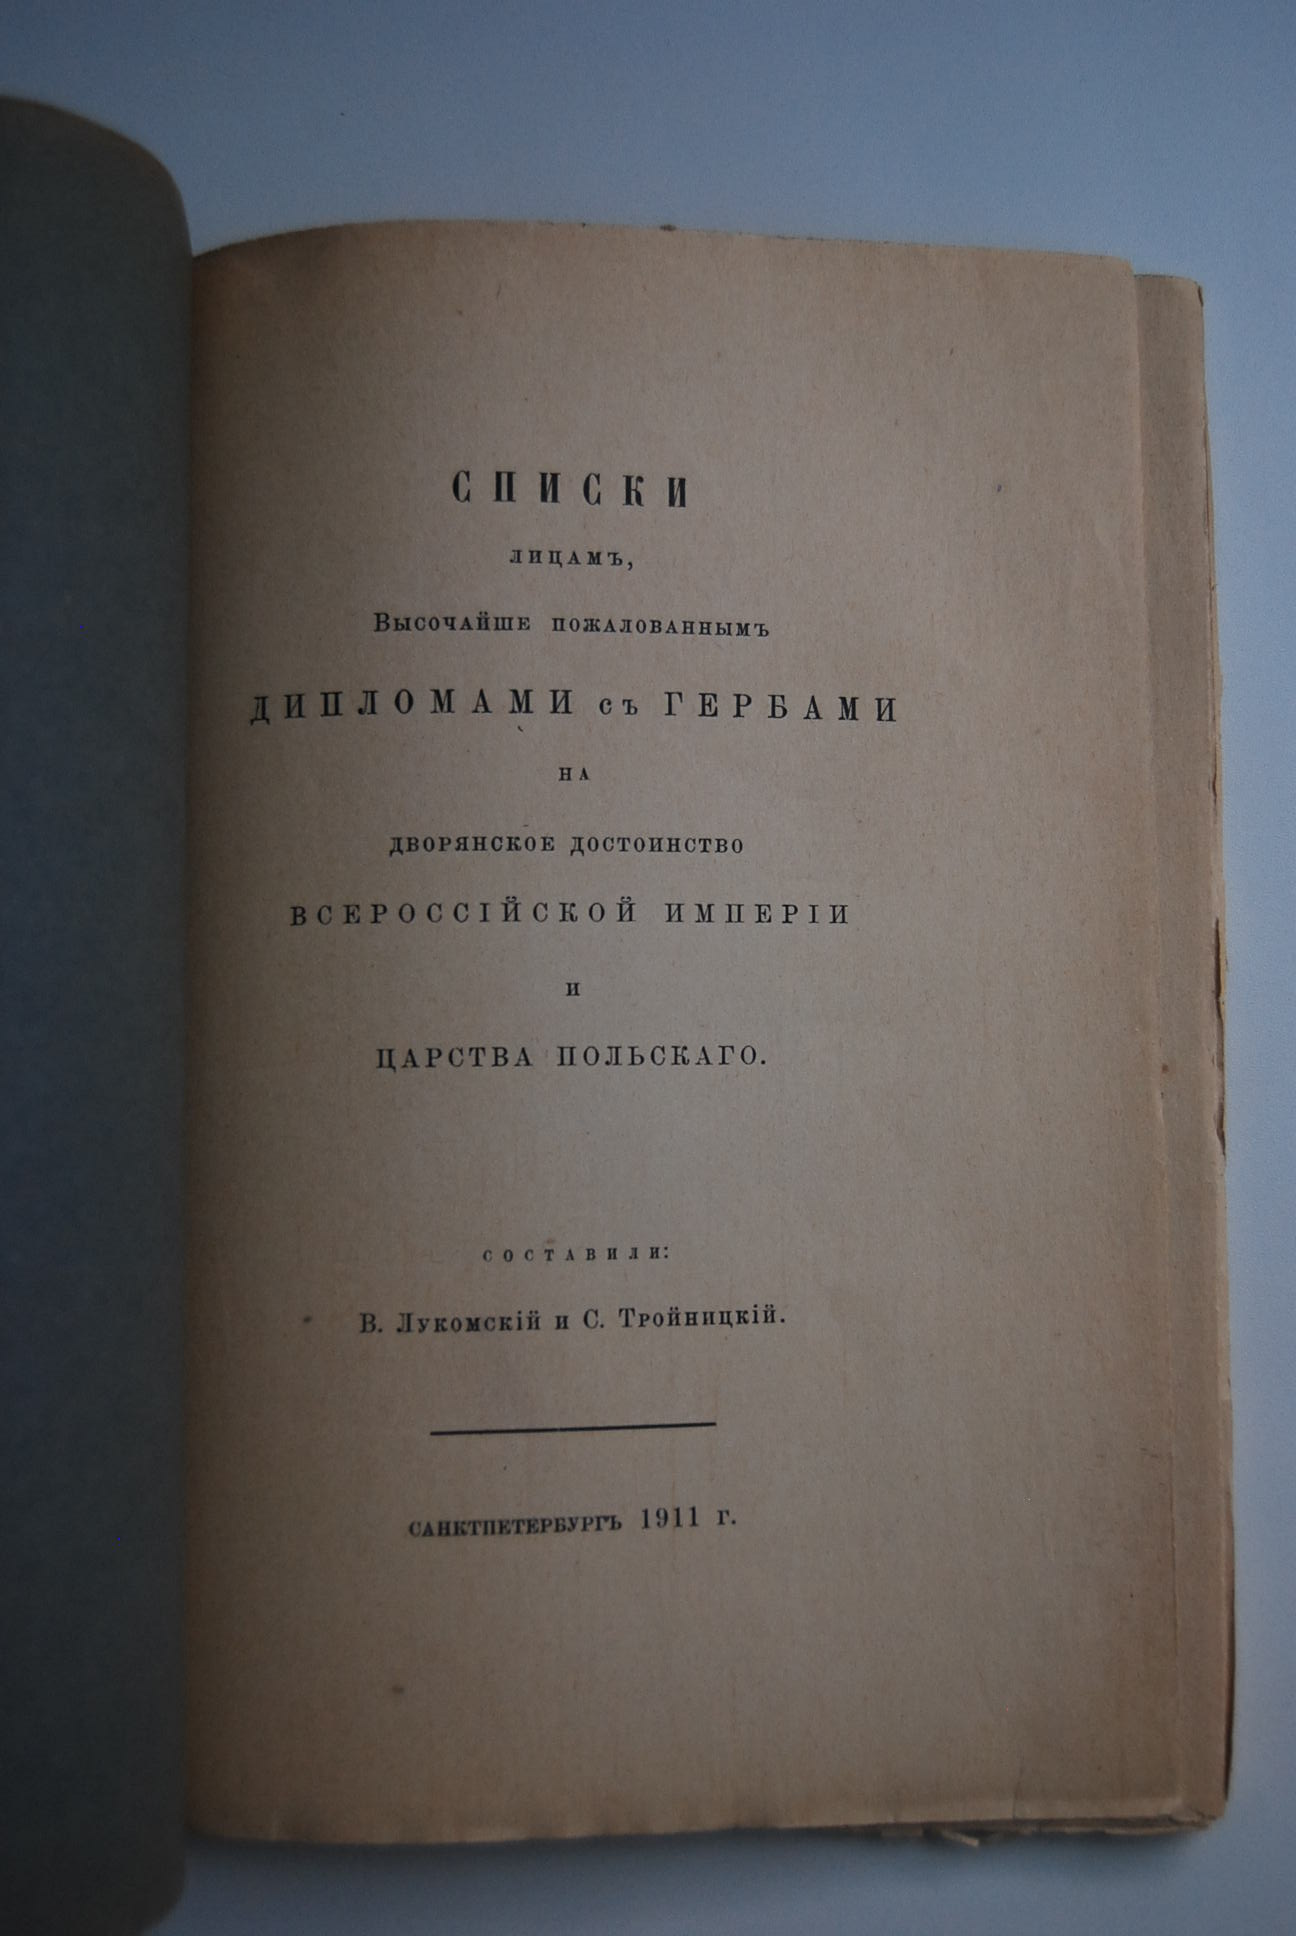 СПИСКИ
ЛИЦАМЪ,
ВЫСОЧАЙШЕ ПОЖАЛОВАННЫМЪ
ДИПЛОМАМИ съ ГЕРБАМИ
НА
ДВОРЯНСКОЕ ДОСТОИНСТВО
ВСЕРОССІЙСКОЙ ИМПЕРІИ
И
ЦАРСТВА ПОЛЬСКАГО.
СОСТАВИЛИ:
В. ЛУКОМСКІЙ И С. ТРОЙНИЦКІЙ.
САНКТПЕТЕРБУРГЪ 1911 г.